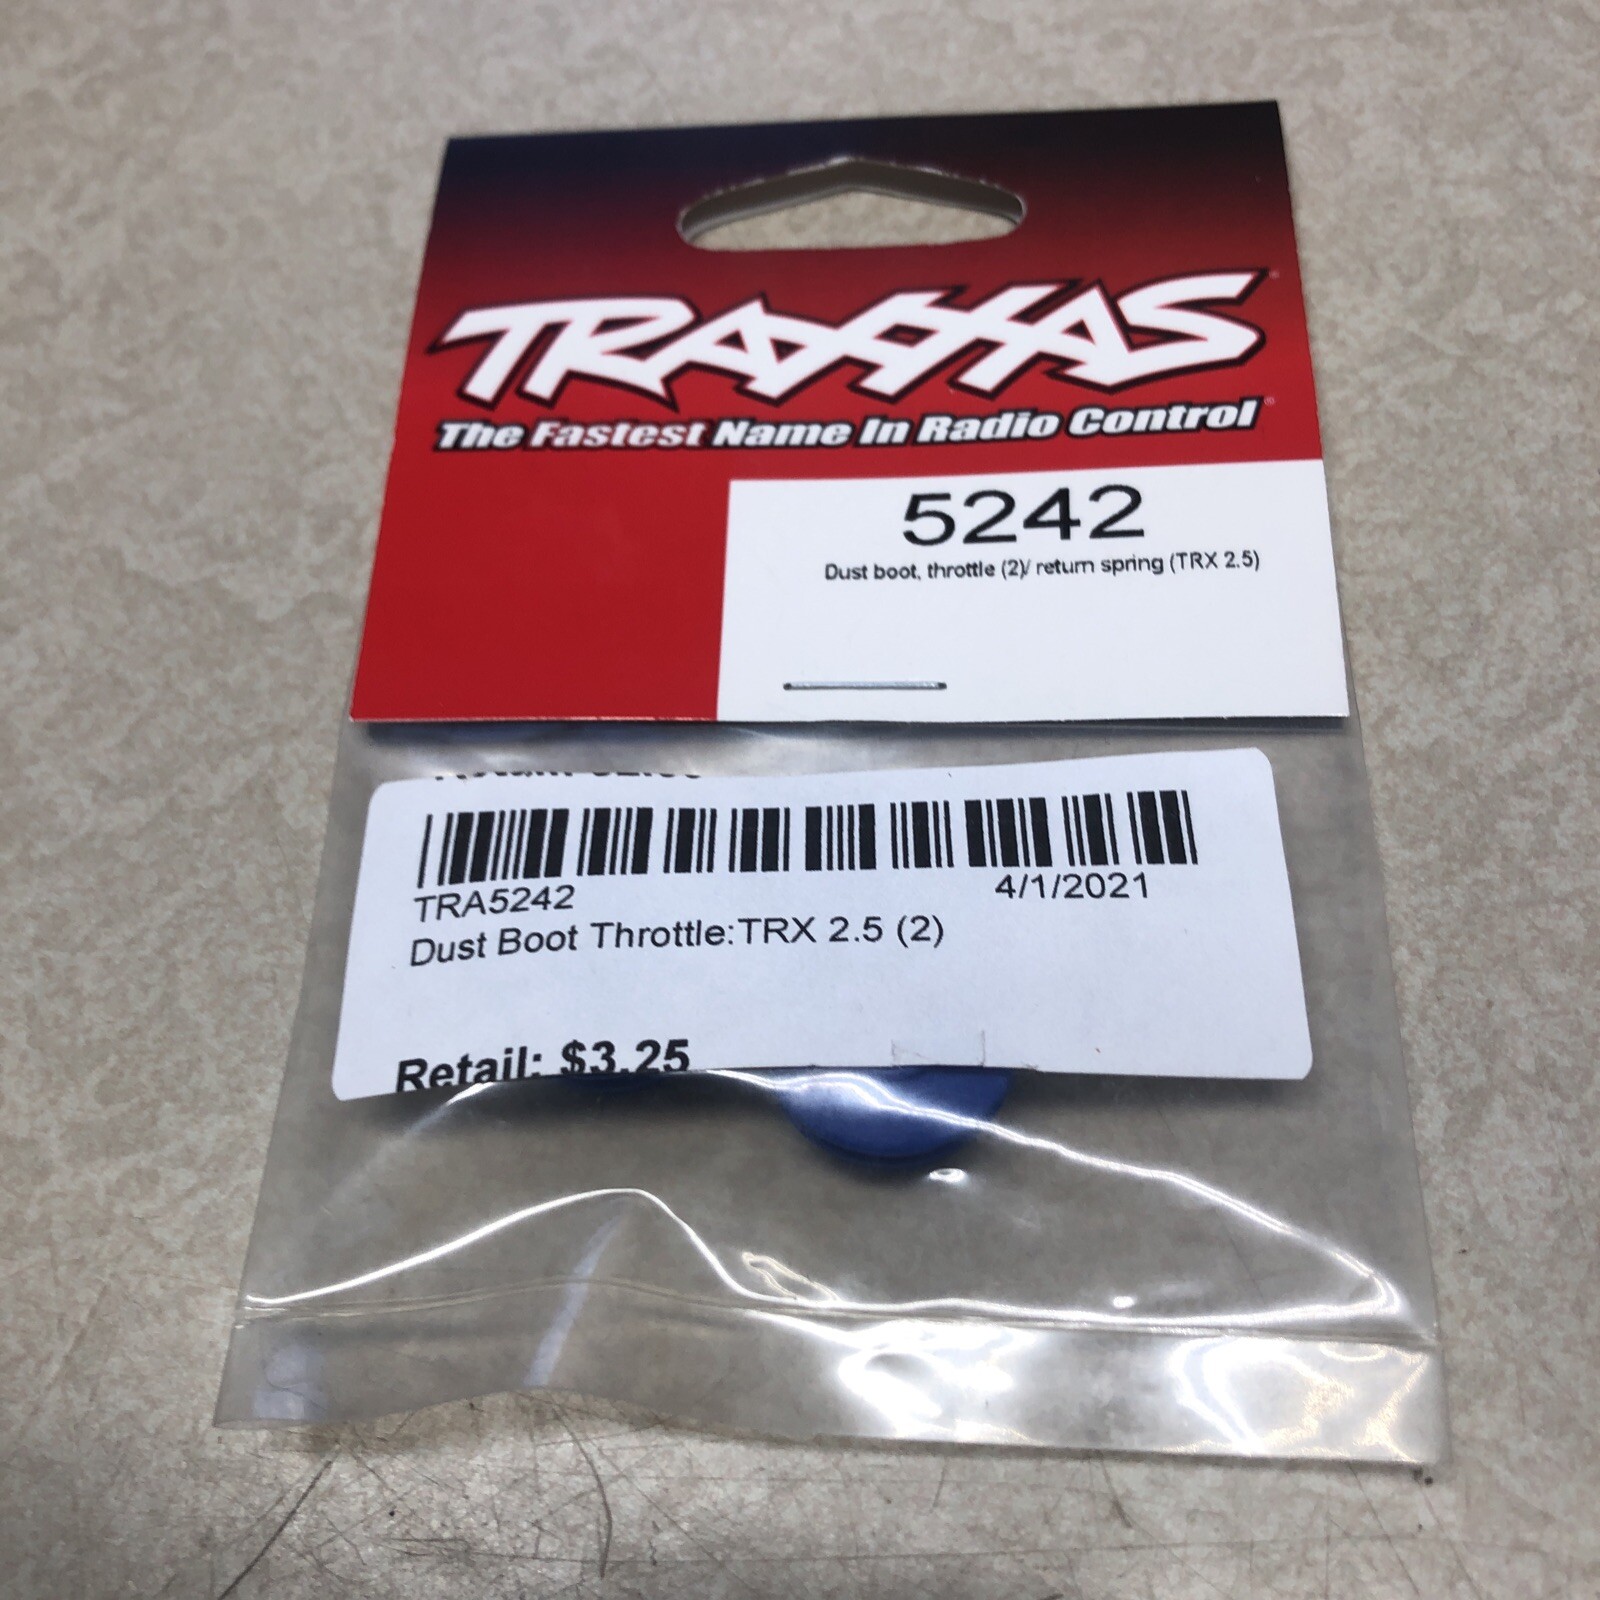 TRAXXAS
The Fastest Name In Radio Control
5242
Dust boot, throttle (2)/ return spring (TRX 2.5)
TRA5242
4/1/2021
Dust Boot Throttle:TRX 2.5 (2)
Retail: $3.25